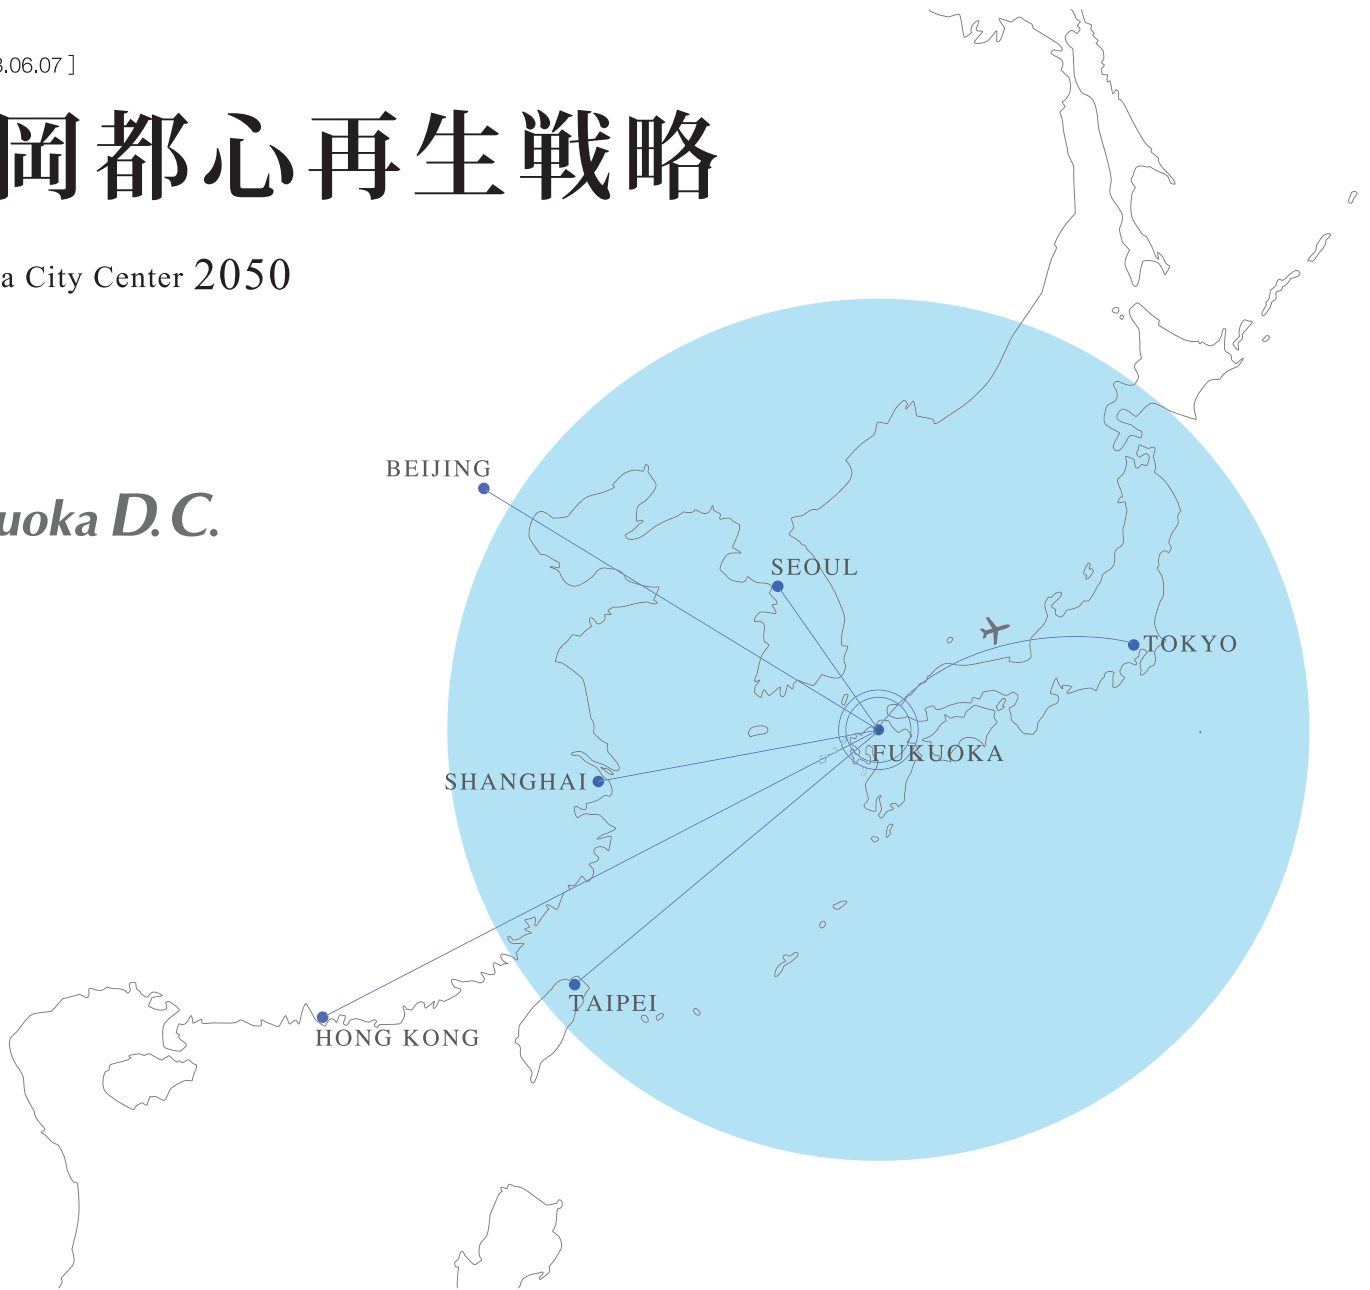 .06.07］
岡都心再生戦略
a City Center 2050
uoka D.C.
BEIJING
SEOUL
TOKYO
FUKUOKA
SHANGHAI
TAIPEI
HONG KONG